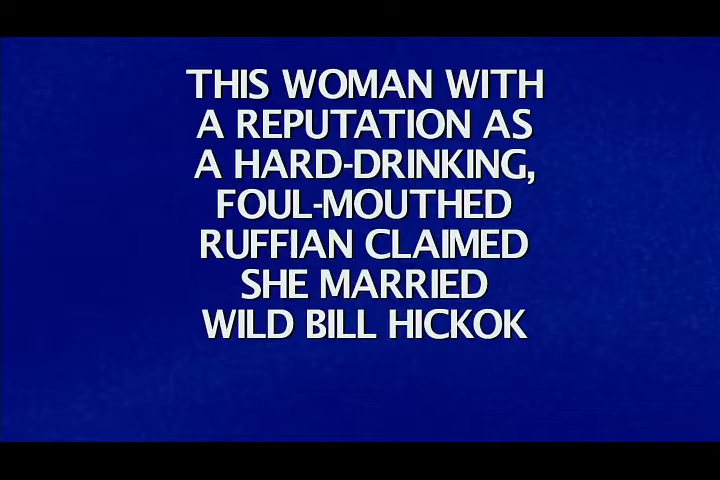 THIS WOMAN WITH
A REPUTATION AS
A HARD-DRINKING,
FOUL-MOUTHED
RUFFIAN CLAIMED
SHE MARRIED
WILD BILL HICKOK